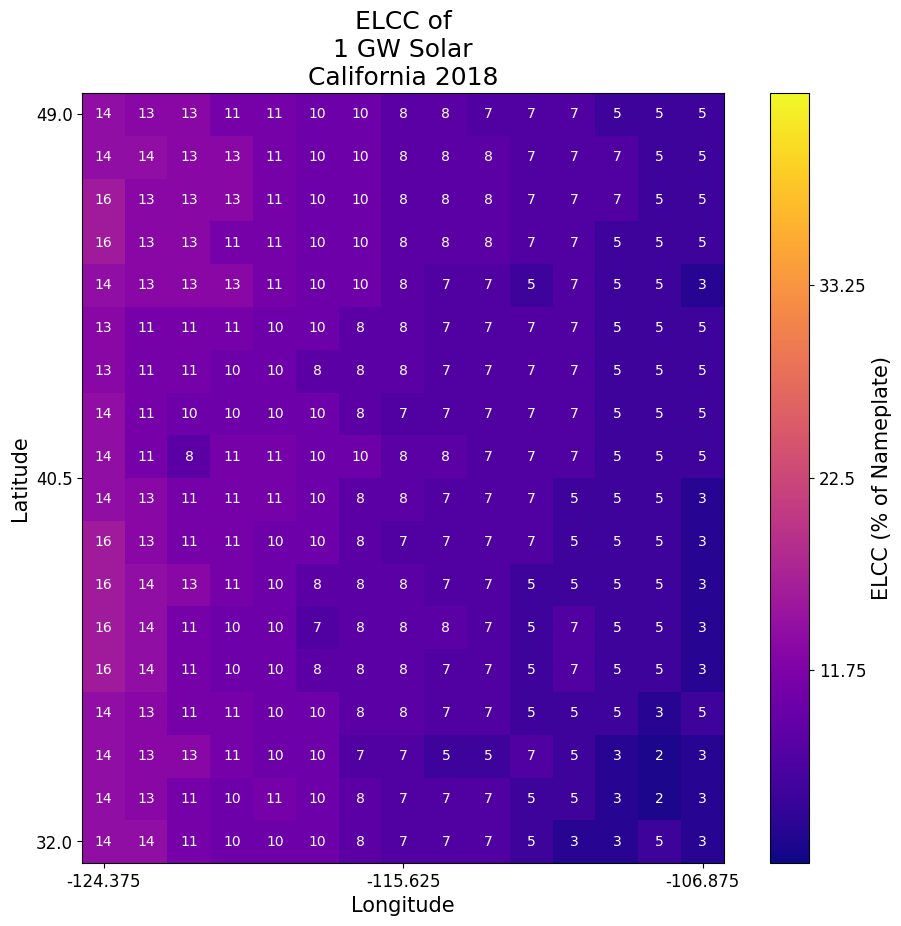 ELCC of
1 GW Solar
California 2018
49.0
14 13 13 11 11 10 10 8 8 7 7 7 5 5 5
14 14 13 13 11 10 10 8 8 8 7 7 7 5 5
16 13 13 13 11 10 10 8 8 8 7 7 7 5 5
16 13 13 11 11 10 10 8 8 8 7 7 5 5 5
14 13 13 13 11 10 10 8 7 7 5 7 5 5 3
13 11 11 11 10 10 8 8 7 7 7 7 5 5 5
13 11 11 10 10 8 8 8 7 7 7 7 5 5 5
14 11 10 10 10 10 8 7 7 7 7 7 5 5 5
14 11 8 11 11 10 10 8 8 7 7 7 5 5 5
40.5
14 13 11 11 11 10 8 8 7 7 7 5 5 5 3
16 13 11 11 10 10 8 7 7 7 7 5 5 5 3
16 14 13 11 10 8 8 8 7 7 5 5 5 5 3
16 14 11 10 10 7 8 8 8 7 5 7 5 5 3
16 14 11 10 10 8 8 8 7 7 5 7 5 5 3
14 13 11 11 10 10 8 8 7 7 5 5 5 3 5
14 13 13 11 10 10 7 7 5 5 7 5 3 2 3
14 13 11 10 11 10 8 7 7 7 5 5 3 2 3
32.0
14 14 11 10 10 10 8 7 7 7 5 3 3 5 3
Latitude
-124.375
-115.625
-106.875
Longitude
33.25
22.5
11.75
ELCC (% of Nameplate)